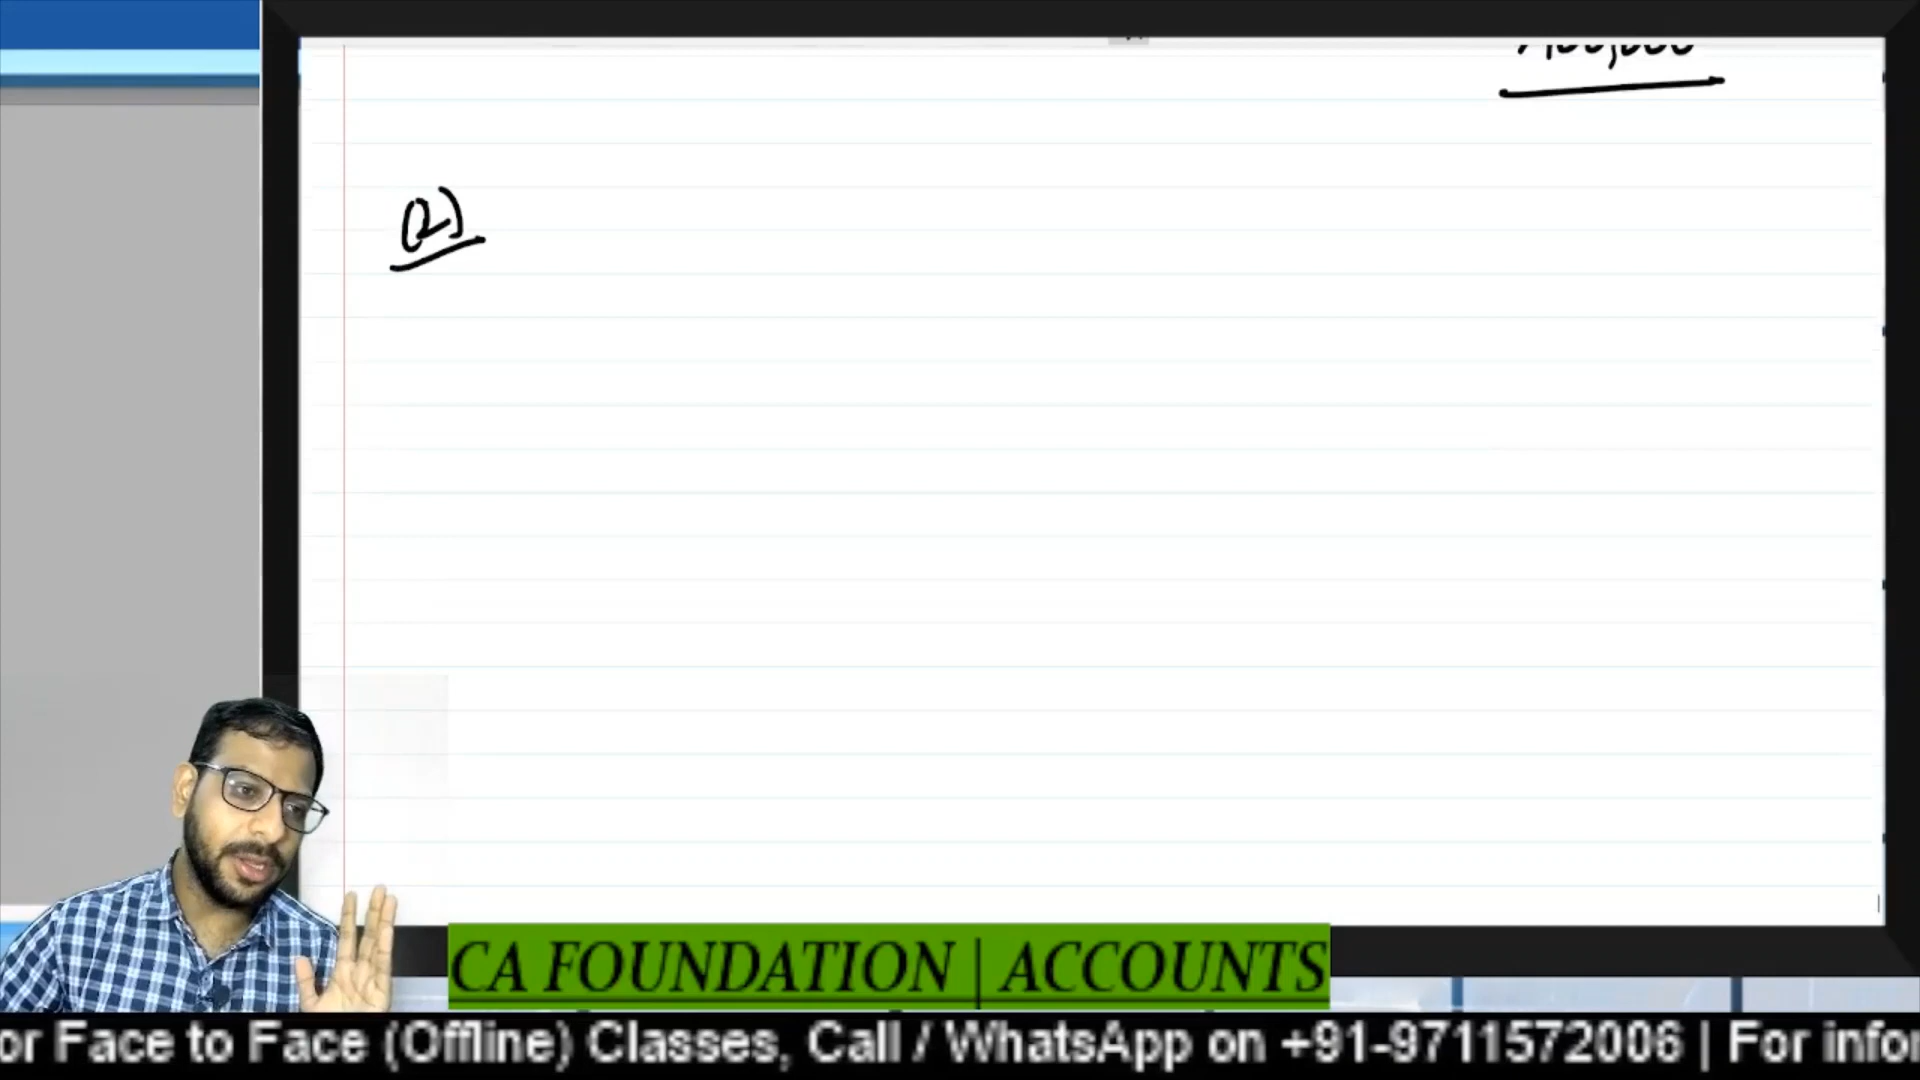 (2)
CA FOUNDATION | ACCOUNTS
or Face to Face (Offline) Classes, Call / WhatsApp on +91-9711572006 | For infor